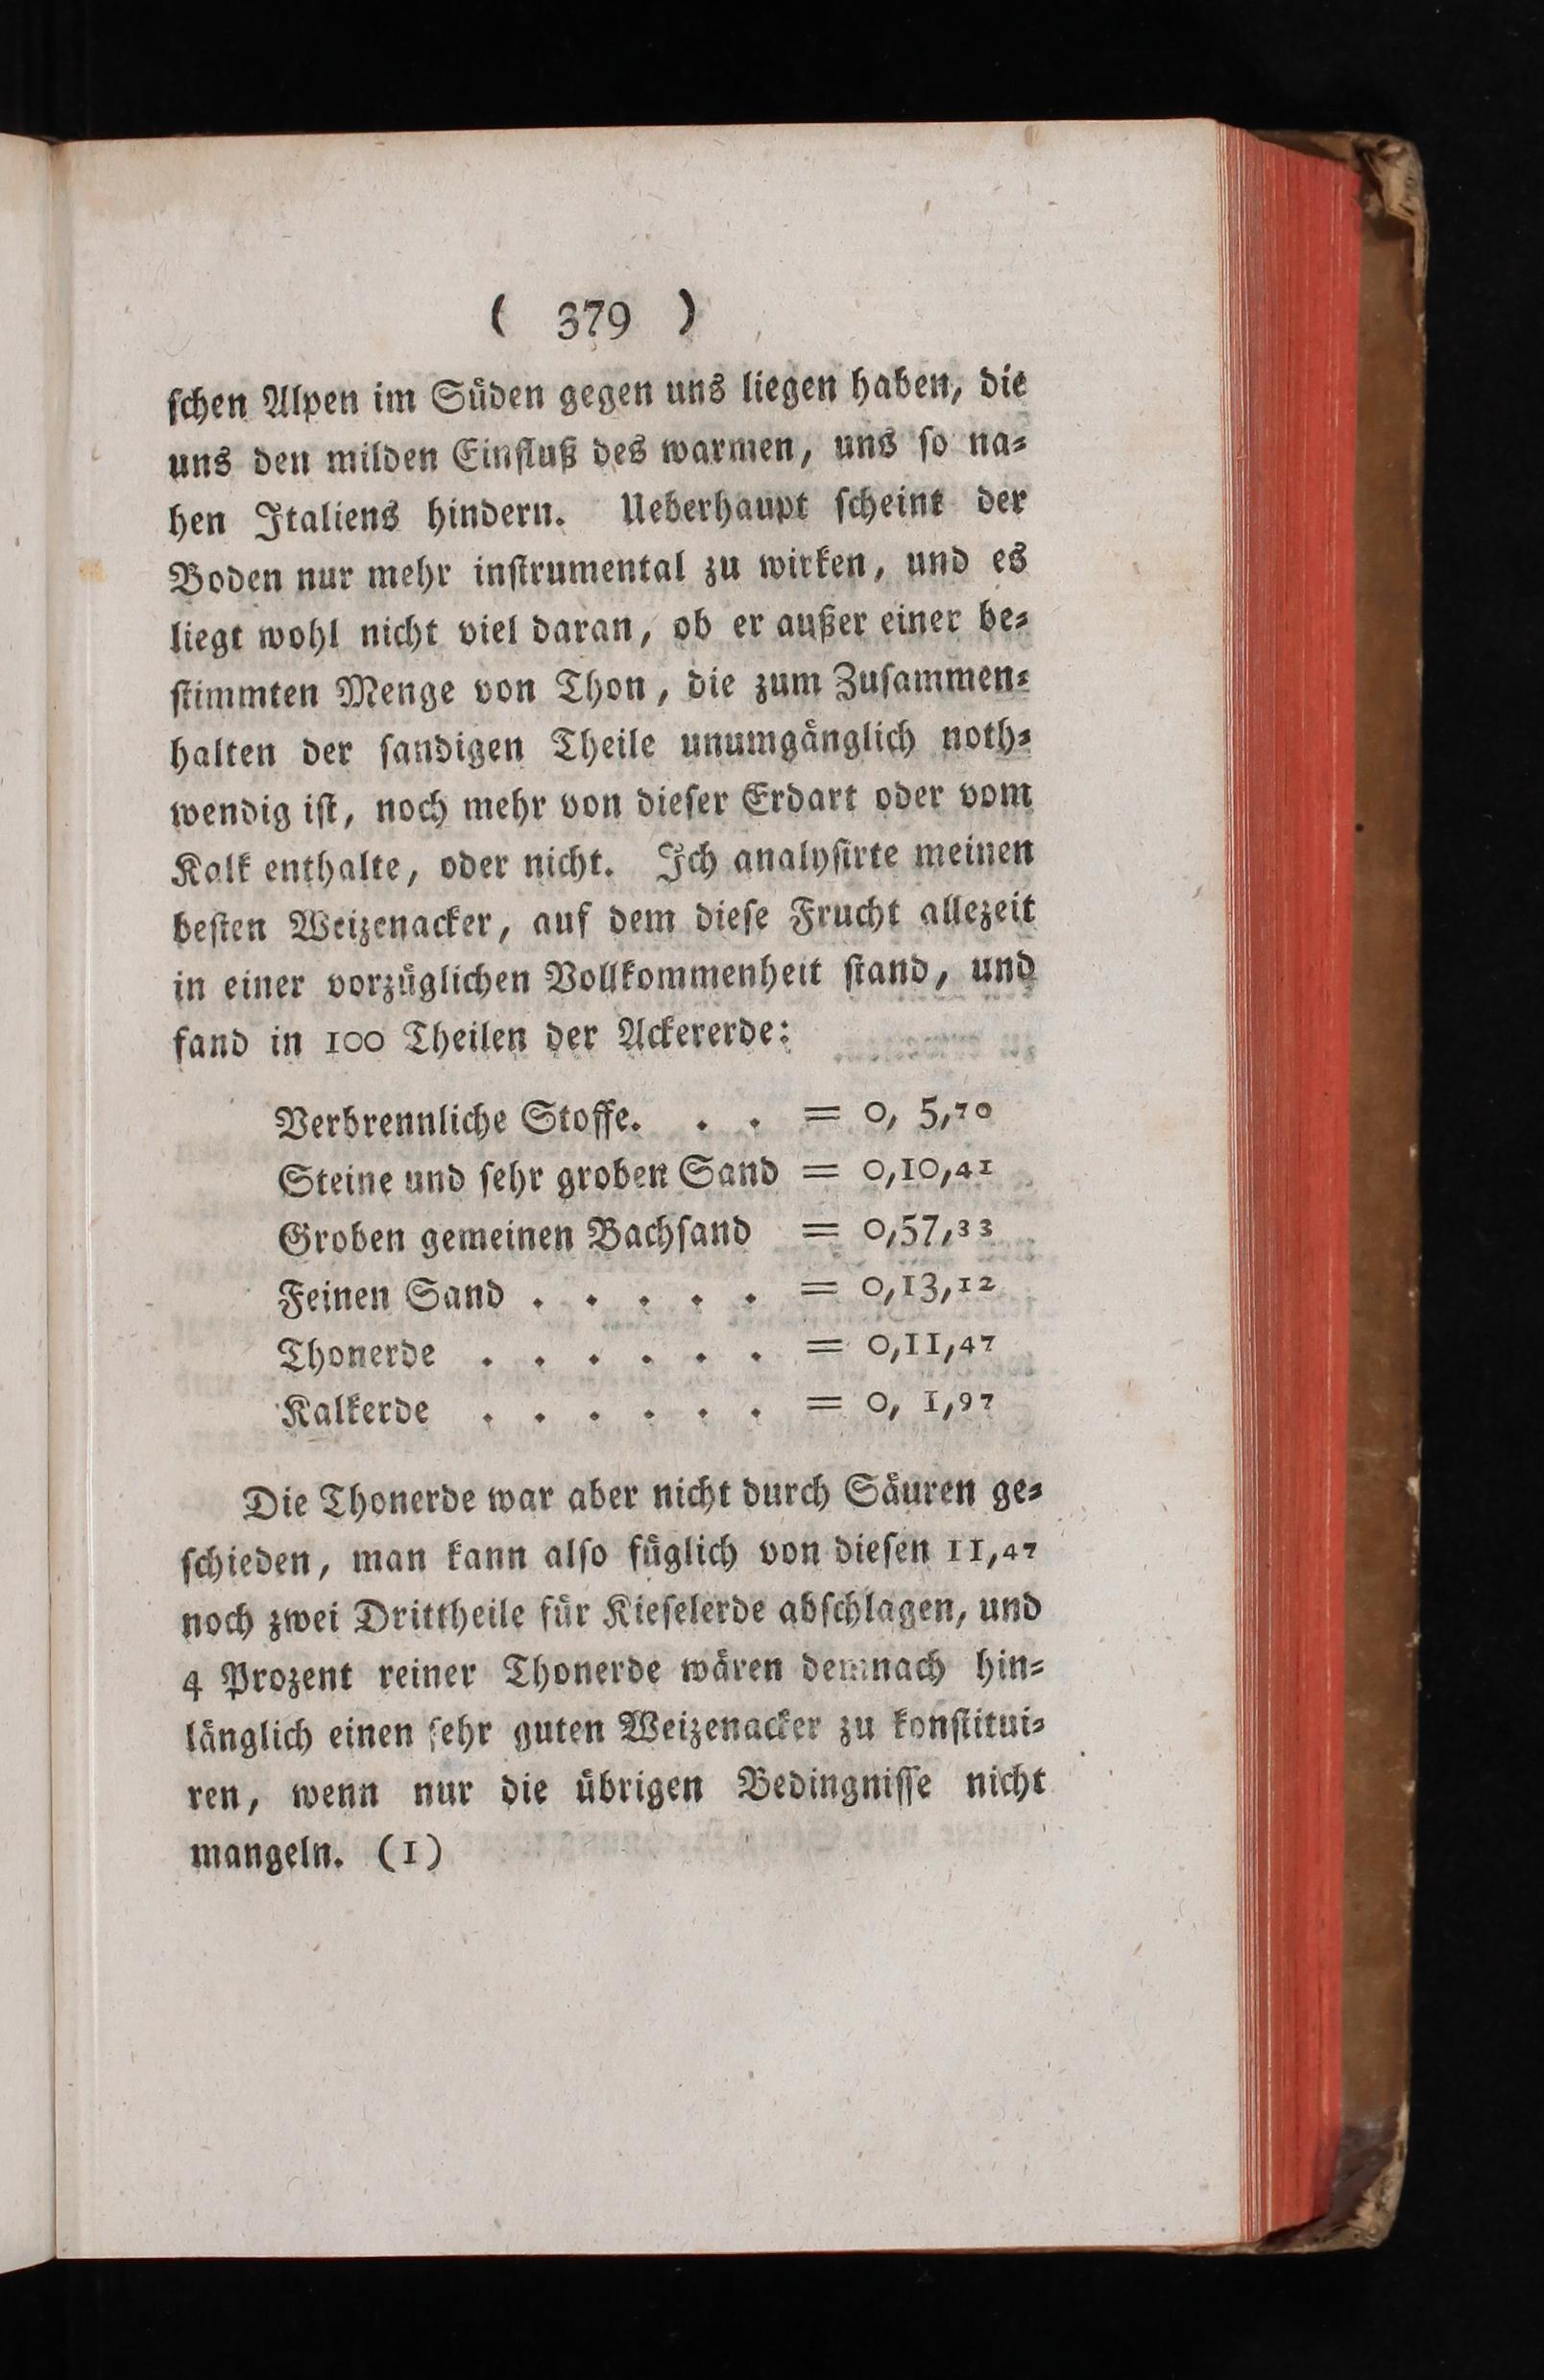 ( 379 )
ſchen Alpen im Süden gegen uns liegen haben, die
uns den milden Einfluß des warmen, uns ſo na⸗
hen Italiens hindern. Ueberhaupt ſcheint der
Boden nur mehr inſtrumental zu wirken, und es
liegt wohl nicht viel daran, ob er außer einer be⸗
ſtimmten Menge von Thon, die zum Zuſammen⸗
halten der ſandigen Theile unumgänglich noth⸗
wendig iſt, noch mehr von dieſer Erdart oder vom
Kalk enthalte, oder nicht. Ich analyſirte meinen
beſten Weizenacker, auf dem dieſe Frucht allezeit
in einer vorzüglichen Vollkommenheit ſtand, und
fand in 100 Theilen der Ackererde:
Verbrennliche Stoffe. . . = 0, 5,70
Steine und ſehr groben Sand = 0,10,41
Groben gemeinen Bachſand = 0,57,33
Feinen Sand . . . . . = 0,13,12
Thonerde . . . . . . = 0,11,47
Kalkerde . . . . . . = 0, 1,97
Die Thonerde war aber nicht durch Säuren ge⸗
ſchieden, man kann alſo füglich von dieſen 11,47
noch zwei Drittheile für Kieſelerde abſchlagen, und
4 Prozent reiner Thonerde wären demnach hin⸗
länglich einen ſehr guten Weizenacker zu konſtitui⸗
ren, wenn nur die übrigen Bedingniſſe nicht
mangeln. (1)